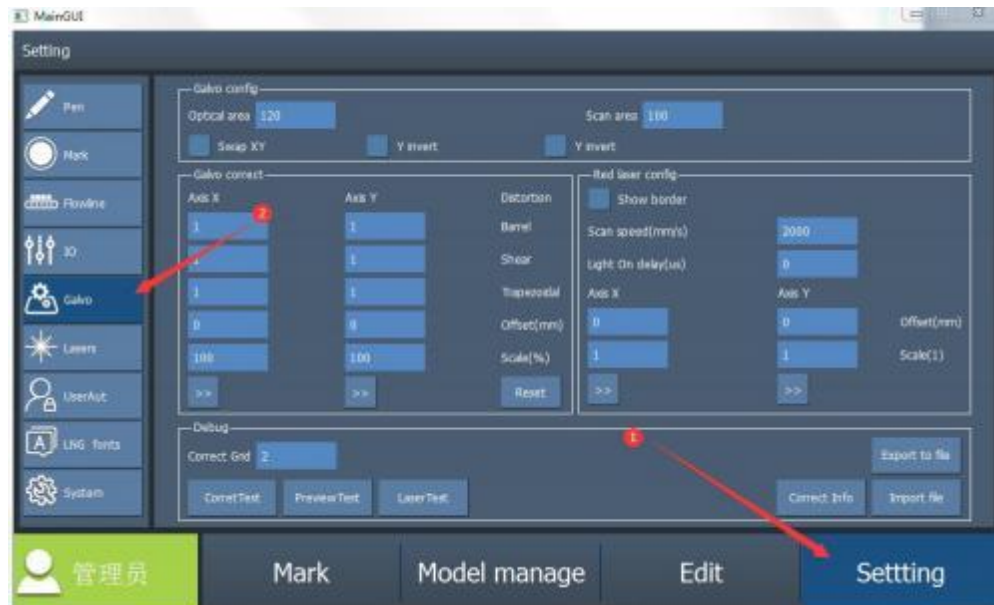 MainGUI
Setting
Pen
Mark
Flowline
IO
Galvo
Lasers
UserAut
LNG fonts
System
Galvo config
Optical area 120 Scan area 100
Swap XY Y invert Y invert
Galvo correct
Axis X Axis Y Distortion
1 1 Barrel
1 1 Shear
1 1 Trapezoidal
0 0 Offset(mm)
100 100 Scale(%)
>> >> Reset
Red laser config
Show border
Scan speed(mm/s) 2000
Light On delay(us) 0
Axis X Axis Y
0 0 Offset(mm)
1 1 Scale(1)
>> >>
2
1
Debug
Correct Grid 2
Export to file
CorretTest PreviewTest LaserTest Correct Info Import file
管理员 Mark Model manage Edit Settting